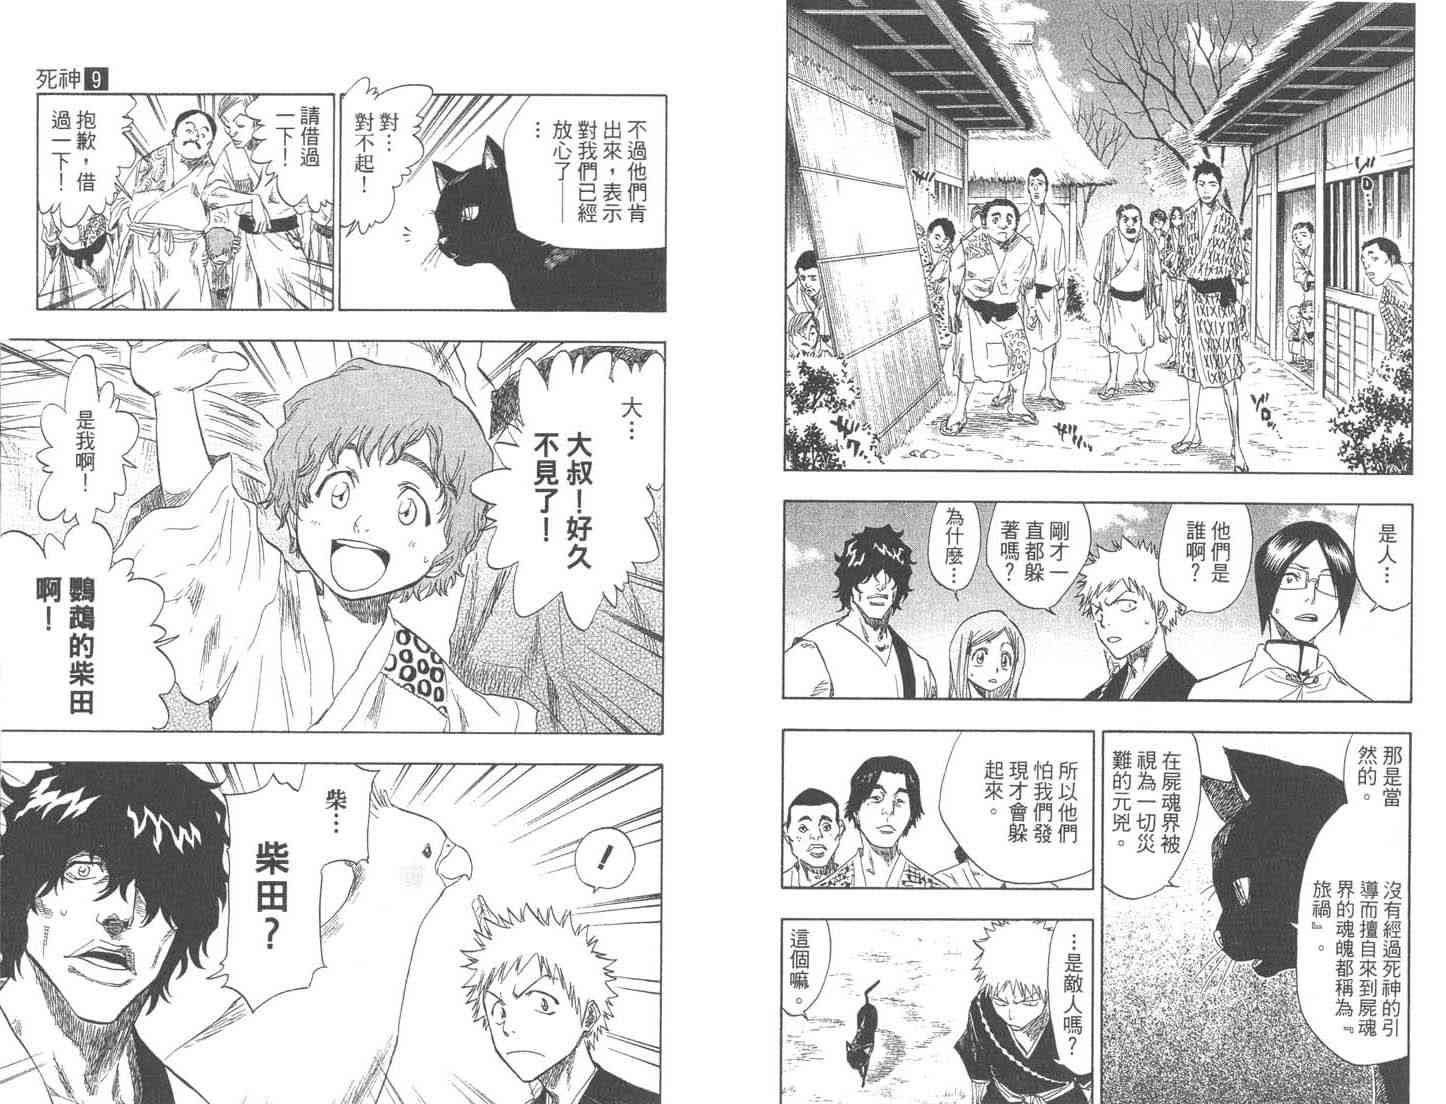 是人…
他們是
誰啊?
剛才一
直都躲
著嗎?
為什麼…
那是當
然的。
沒有經過死神的引
導而擅自來到屍魂
界的魂魄都稱為『
旅禍』。
在屍魂界被
視為一切災
難的元兇。
所以他們
怕我們發
現才會躲
起來。
…是敵
人嗎?
這個嘛。
死神9
不過他們肯
出來,表示
對我們已經
放心了——
…
對…
對不起!
請借過
一下!
抱歉,借
過一下!
大…
大叔!好久
不見了!
是我啊!
鸚鵡的柴田
啊!
!
柴…
柴田?